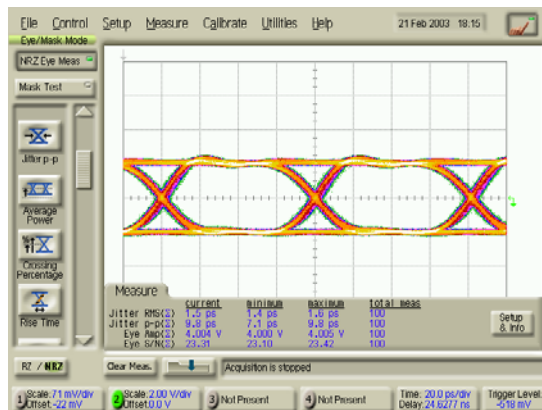 File Control Setup Measure Calibrate Utilities Help 21 Feb 2003 18:15
Eye/Mask Mode
NRZ Eye Meas
Mask Test
Jitter p-p
Average
Power
Crossing
Percentage
Rise Time
Measure
current minimum maximum total meas
Jitter RMS(2) 1.5 ps 1.4 ps 1.6 ps 100
Jitter p-p(2) 9.8 ps 7.1 ps 9.8 ps 100
Eye Amp(2) 4.004 V 4.000 V 4.005 V 100
Eye S/N(2) 23.31 23.10 23.42 100
Setup
& Info
RZ / NRZ
Clear Meas.
Acquisition is stopped
1 Scale:71 mV/div
Offset:-22 mV
2 Scale:2.00 V/div
Offset:0.0 V
3 Not Present
4 Not Present
Time: 20.0 ps/div
Delay:24.6277 ns
Trigger Level:
-518 mV